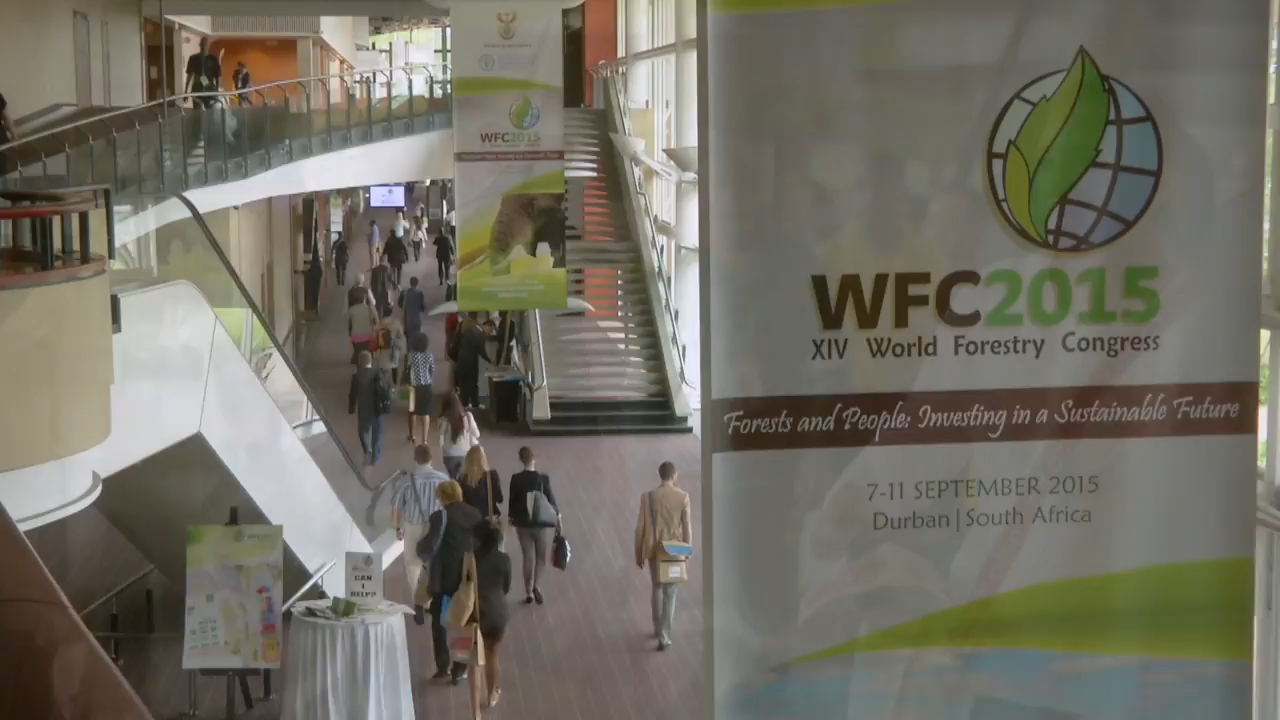 WFC2015
WFC2015
XIV World Forestry Congress
Forests and People: Investing in a Sustainable Future
7-11 SEPTEMBER 2015
Durban | South Africa
CAN
I
HELP?